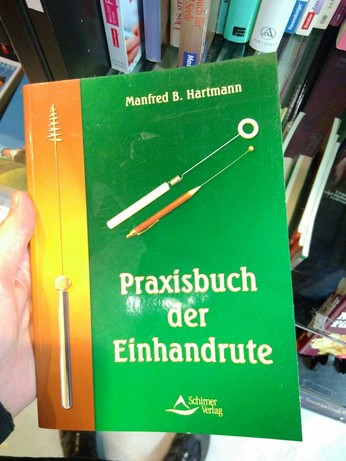 Manfred B. Hartmann
Praxisbuch
der
Einhandrute
Schirner
Verlag